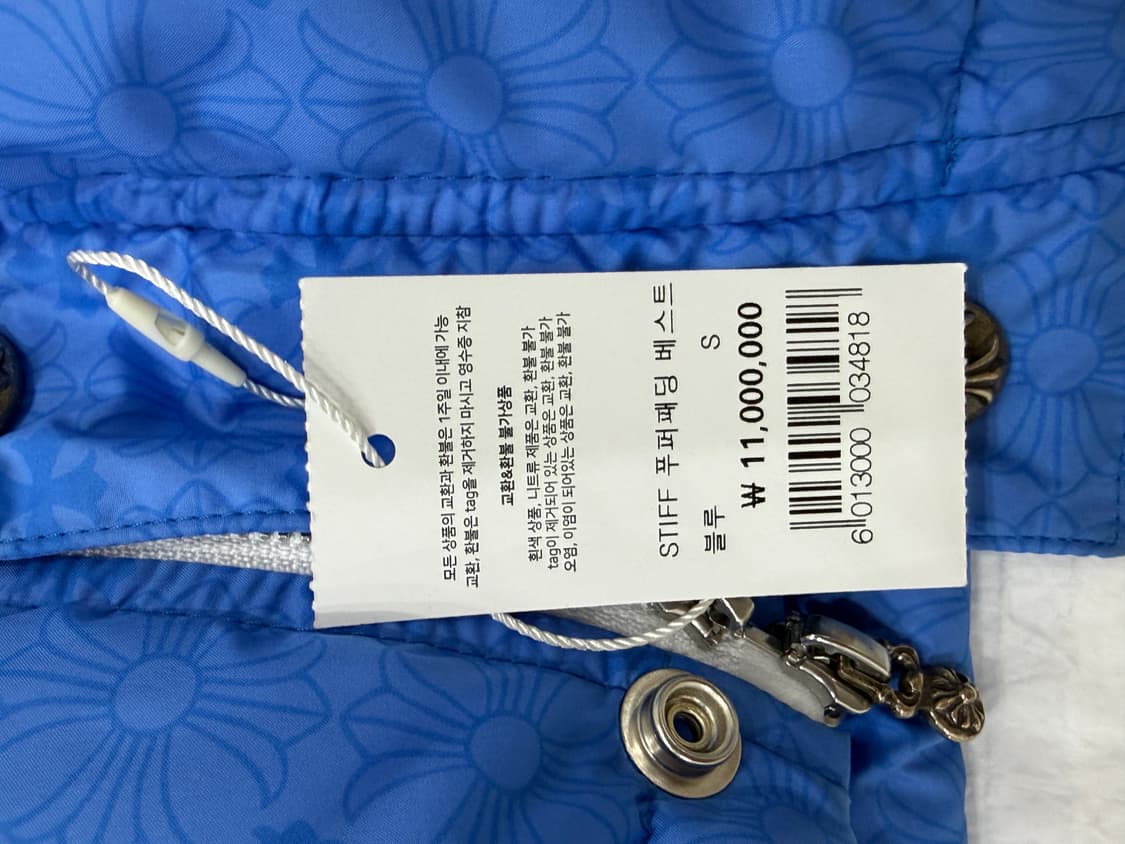 모든 상품의 교환과 환불은 1주일 이내에 가능
교환, 환불은 tag을 제거하지 마시고 영수증 지참
교환&환불 불가상품
흰색 상품, 니트류 제품은 교환, 환불 불가
tag이 제거되어 있는 상품은 교환, 환불 불가
오염, 이염이 되어있는 상품은 교환, 환불 불가
STIFF 푸퍼패딩 베스트
블루 S
₩ 11,000,000
6 013000 034818